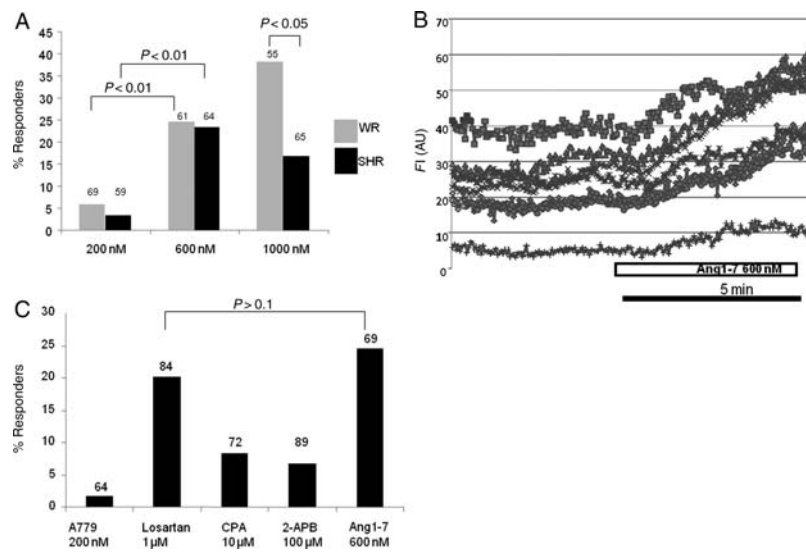 A
P < 0.05
P < 0.01
P < 0.01
45
40
35
30
25
20
15
10
5
0
% Responders
69
59
61
64
55
65
200 nM
600 nM
1000 nM
WR
SHR
B
70
60
50
40
30
20
10
0
FI (AU)
Ang1-7 600 nM
5 min
C
P > 0.1
30
25
20
15
10
5
0
% Responders
64
84
72
89
69
A779
200 nM
Losartan
1 μM
CPA
10 μM
2-APB
100 μM
Ang1-7
600 nM